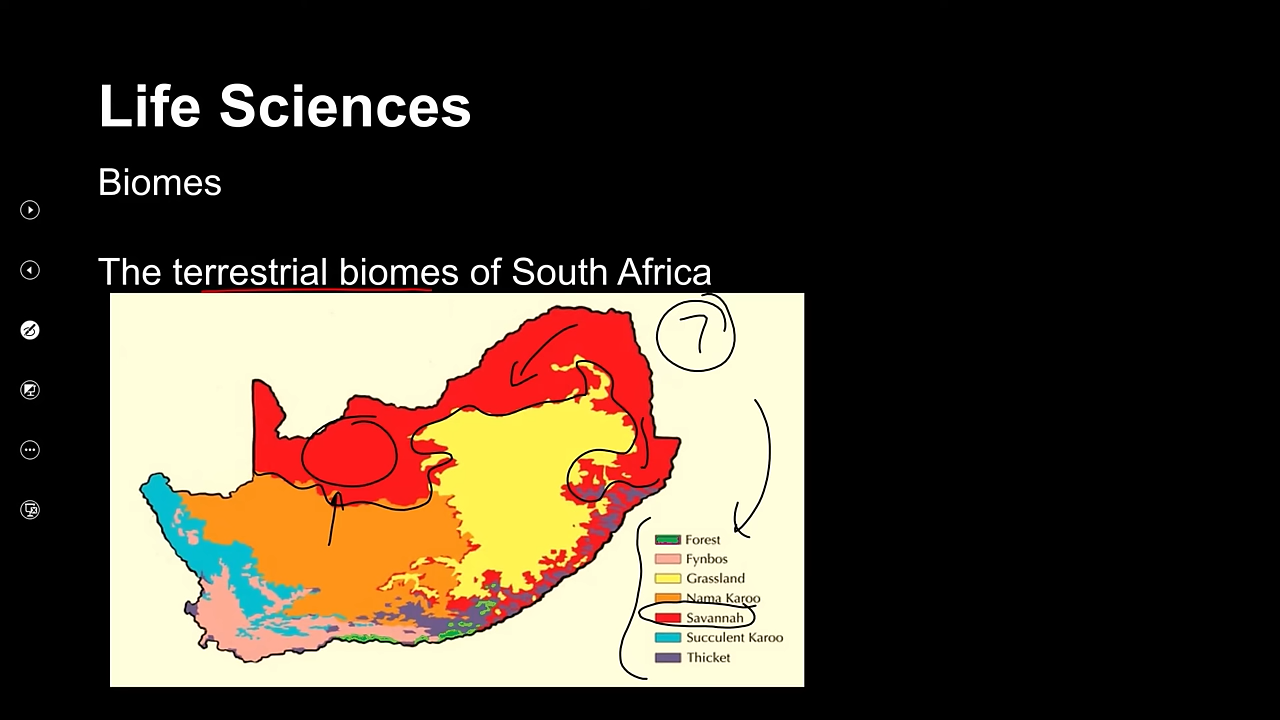 Life Sciences
Biomes
The terrestrial biomes of South Africa
7
Forest
Fynbos
Grassland
Nama Karoo
Savannah
Succulent Karoo
Thicket